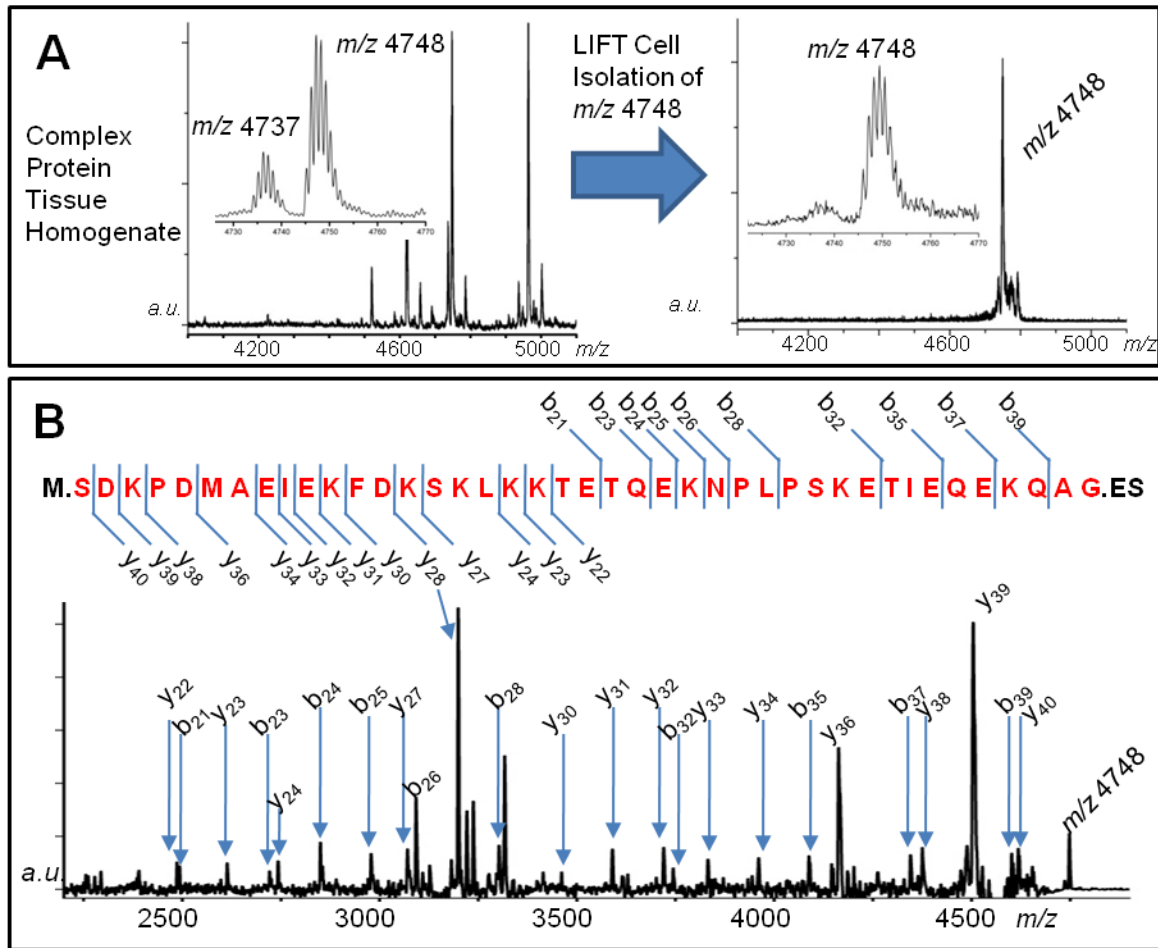 A
Complex
Protein
Tissue
Homogenate
m/z 4748
m/z 4737
4730 4740 4750 4760 4770
a.u.
4200 4600 5000 m/z
LIFT Cell
Isolation of
m/z 4748
m/z 4748
m/z 4748
4730 4740 4750 4760 4770
a.u.
4200 4600 5000 m/z
B
b21 b23 b24 b25 b26 b28 b32 b35 b37 b39
M.SDKPDMAEIEKFDKSKLKKTETQEKNPLPSKETIEQEKQAG.ES
y40 y39 y38 y36 y34 y33 y32 y31 y30 y28 y27 y24 y23 y22
y22 b21 y23 b23 y24 b24 b25 y27 b26 b28 y30 y31 y32 b32 y33 y34 b35 y36 b37 y38 y39 b39 y40 m/z 4748
a.u.
2500 3000 3500 4000 4500 m/z